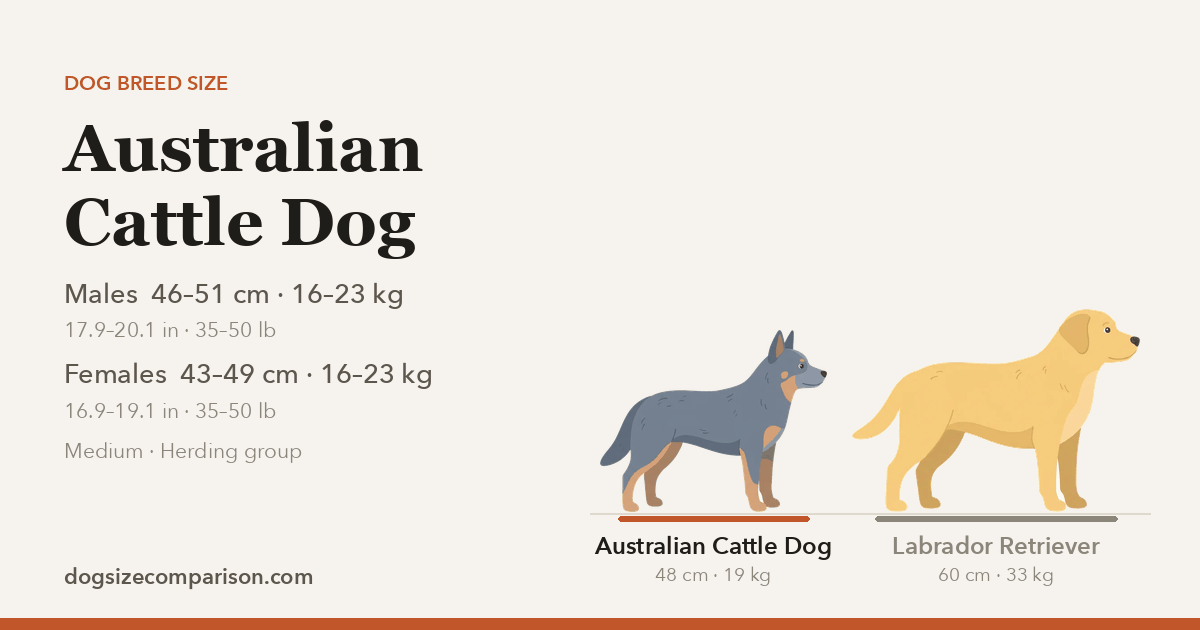 DOG BREED SIZE
Australian
Cattle Dog
Males 46–51 cm · 16–23 kg
17.9–20.1 in · 35–50 lb
Females 43–49 cm · 16–23 kg
16.9–19.1 in · 35–50 lb
Medium · Herding group
dogsizecomparison.com
Australian Cattle Dog
48 cm · 19 kg
Labrador Retriever
60 cm · 33 kg